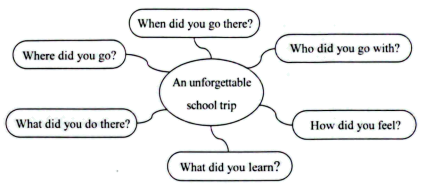 When did you go there?
Where did you go?
Who did you go with?
An unforgettable
school trip
What did you do there?
How did you feel?
What did you learn?